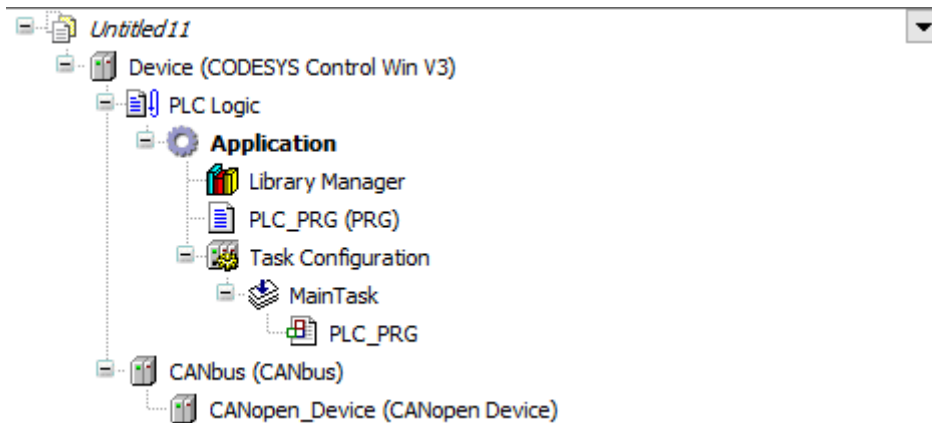 Untitled11
Device (CODESYS Control Win V3)
PLC Logic
Application
Library Manager
PLC_PRG (PRG)
Task Configuration
MainTask
PLC_PRG
CANbus (CANbus)
CANopen_Device (CANopen Device)